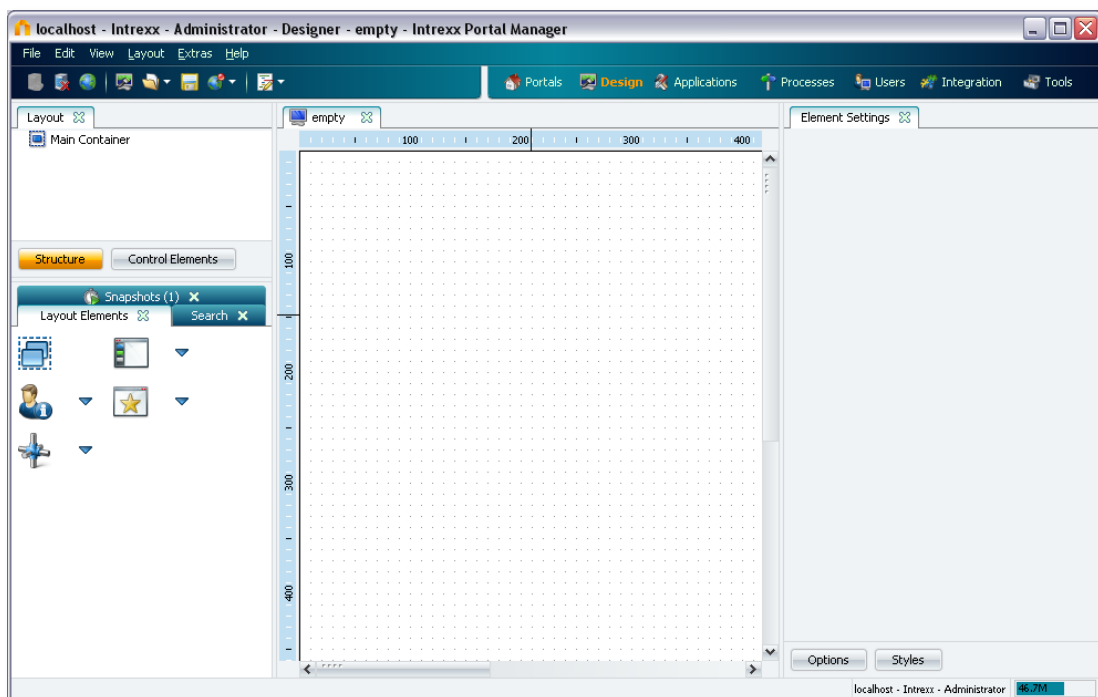 localhost - Intrexx - Administrator - Designer - empty - Intrexx Portal Manager
File Edit View Layout Extras Help
Portals Design Applications Processes Users Integration Tools
Layout
empty
Element Settings
Main Container
100 200 300 400
Structure Control Elements
100
Snapshots (1)
Layout Elements Search
200
300
400
Options Styles
localhost - Intrexx - Administrator 46.7M